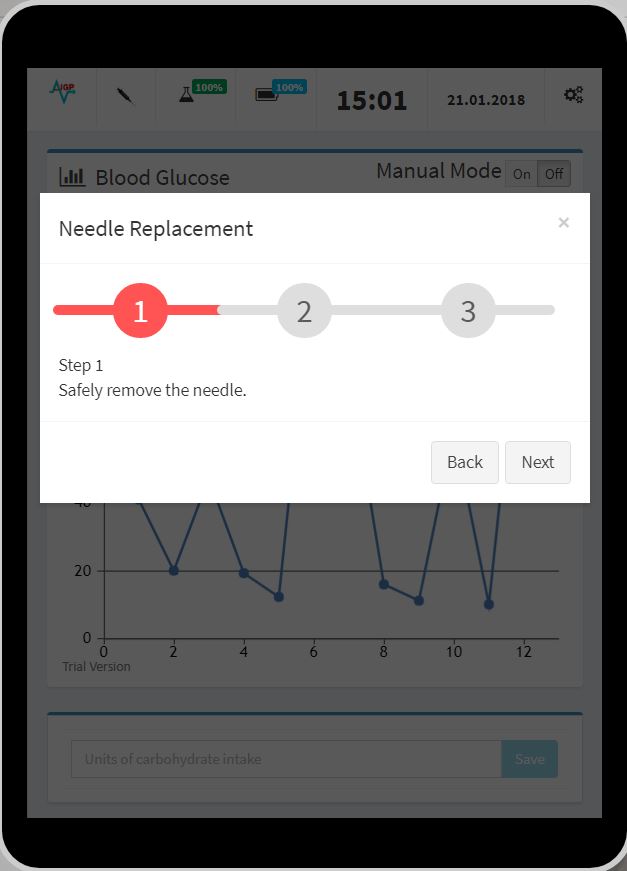 IGP
100%
100%
15:01
21.01.2018
Blood Glucose
Manual Mode On Off
Needle Replacement
×
1 2 3
Step 1
Safely remove the needle.
Back Next
40
20
0
0 2 4 6 8 10 12
Trial Version
Units of carbohydrate intake Save